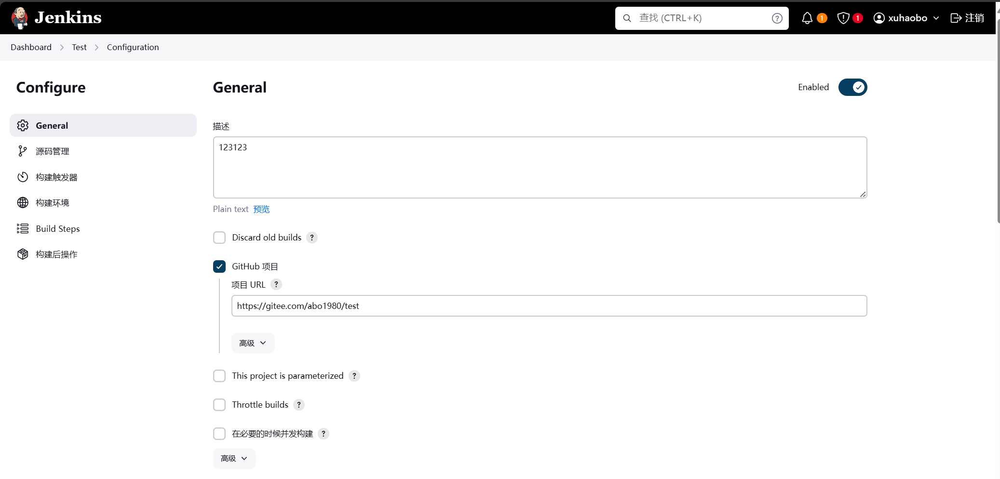 Jenkins
查找 (CTRL+K)
1
1
xuhaobo
注销
Dashboard
Test
Configuration
Configure
General
源码管理
构建触发器
构建环境
Build Steps
构建后操作
General
Enabled
描述
123123
Plain text 预览
Discard old builds ?
GitHub 项目
项目 URL ?
https://gitee.com/abo1980/test
高级
This project is parameterized ?
Throttle builds ?
在必要的时候并发构建 ?
高级